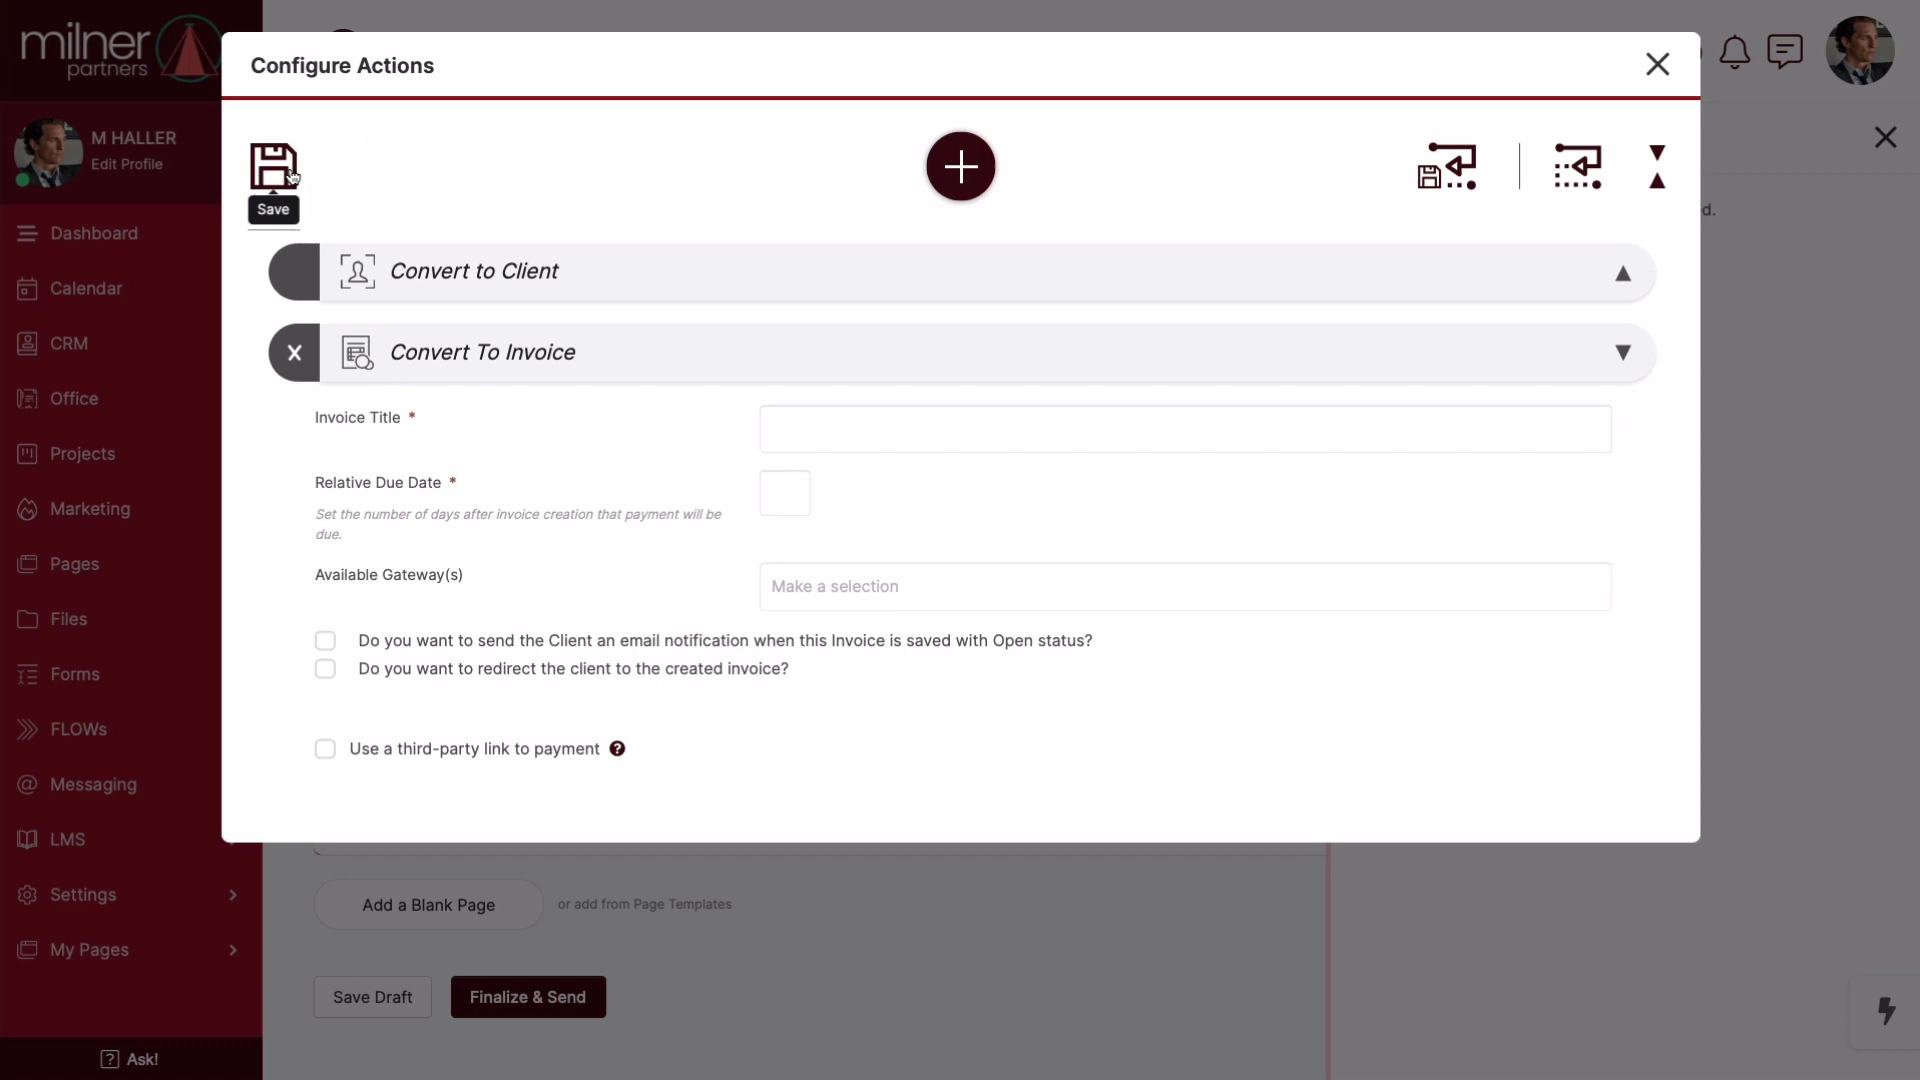 milner
partners
Configure Actions
M HALLER
Edit Profile
Save
d.
Dashboard
Calendar
CRM
Office
Projects
Marketing
Pages
Files
Forms
FLOWs
Messaging
LMS
Settings
My Pages
? Ask!
Convert to Client
X Convert To Invoice
Invoice Title *
Relative Due Date *
Set the number of days after invoice creation that payment will be
due.
Available Gateway(s)
Make a selection
Do you want to send the Client an email notification when this Invoice is saved with Open status?
Do you want to redirect the client to the created invoice?
Use a third-party link to payment ?
Add a Blank Page
or add from Page Templates
Save Draft
Finalize & Send